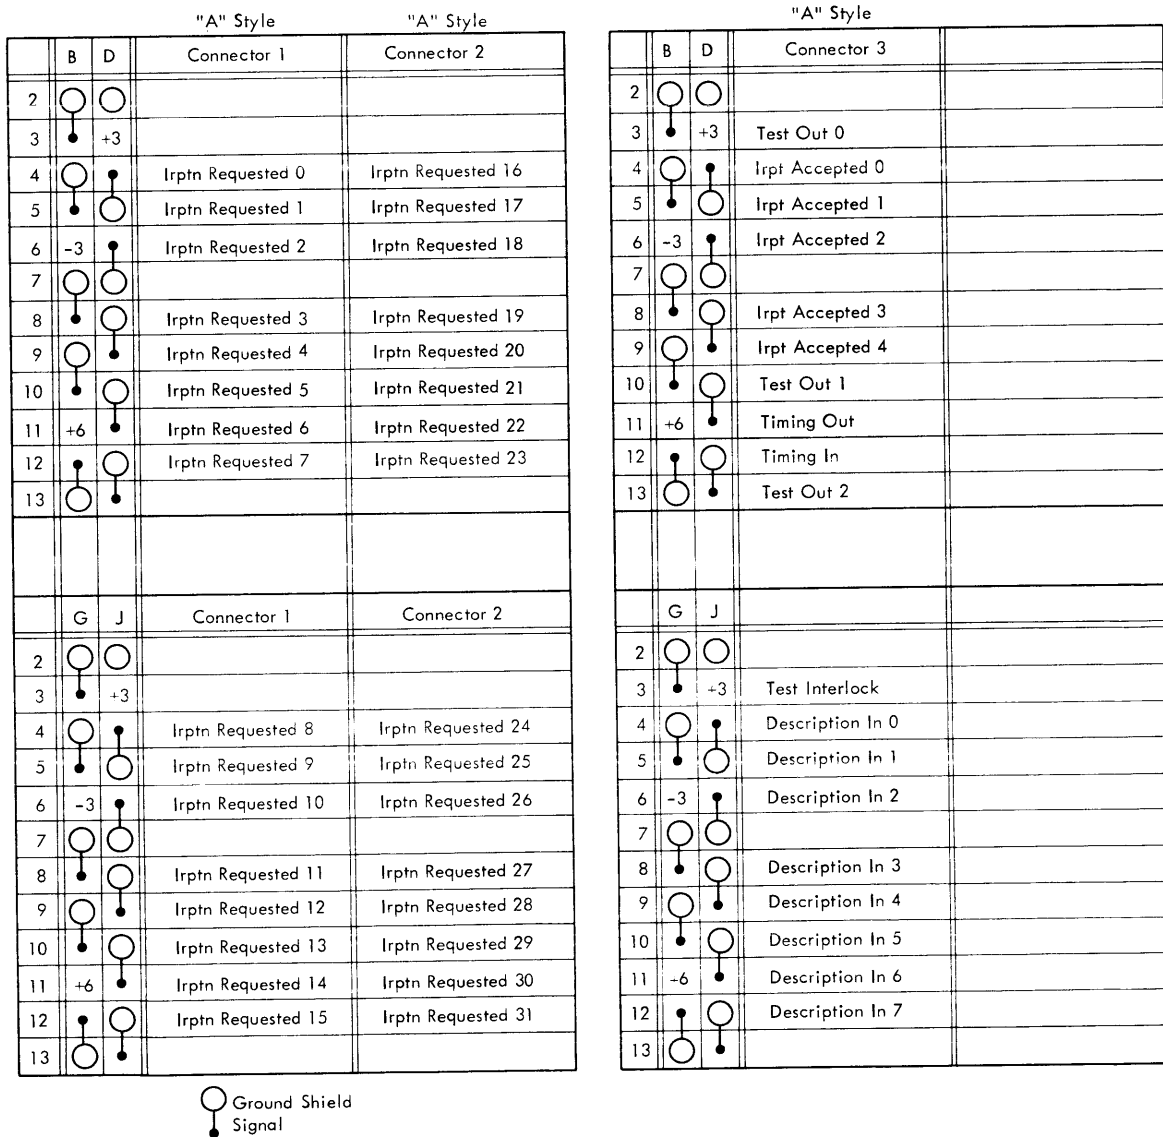 "A" Style "A" Style
B D Connector 1 Connector 2
2
3 +3
4 Irptn Requested 0 Irptn Requested 16
5 Irptn Requested 1 Irptn Requested 17
6 -3 Irptn Requested 2 Irptn Requested 18
7
8 Irptn Requested 3 Irptn Requested 19
9 Irptn Requested 4 Irptn Requested 20
10 Irptn Requested 5 Irptn Requested 21
11 +6 Irptn Requested 6 Irptn Requested 22
12 Irptn Requested 7 Irptn Requested 23
13
G J Connector 1 Connector 2
2
3 +3
4 Irptn Requested 8 Irptn Requested 24
5 Irptn Requested 9 Irptn Requested 25
6 -3 Irptn Requested 10 Irptn Requested 26
7
8 Irptn Requested 11 Irptn Requested 27
9 Irptn Requested 12 Irptn Requested 28
10 Irptn Requested 13 Irptn Requested 29
11 +6 Irptn Requested 14 Irptn Requested 30
12 Irptn Requested 15 Irptn Requested 31
13
Ground Shield
Signal
"A" Style
B D Connector 3
2
3 +3 Test Out 0
4 Irpt Accepted 0
5 Irpt Accepted 1
6 -3 Irpt Accepted 2
7
8 Irpt Accepted 3
9 Irpt Accepted 4
10 Test Out 1
11 +6 Timing Out
12 Timing In
13 Test Out 2
G J
2
3 +3 Test Interlock
4 Description In 0
5 Description In 1
6 -3 Description In 2
7
8 Description In 3
9 Description In 4
10 Description In 5
11 +6 Description In 6
12 Description In 7
13